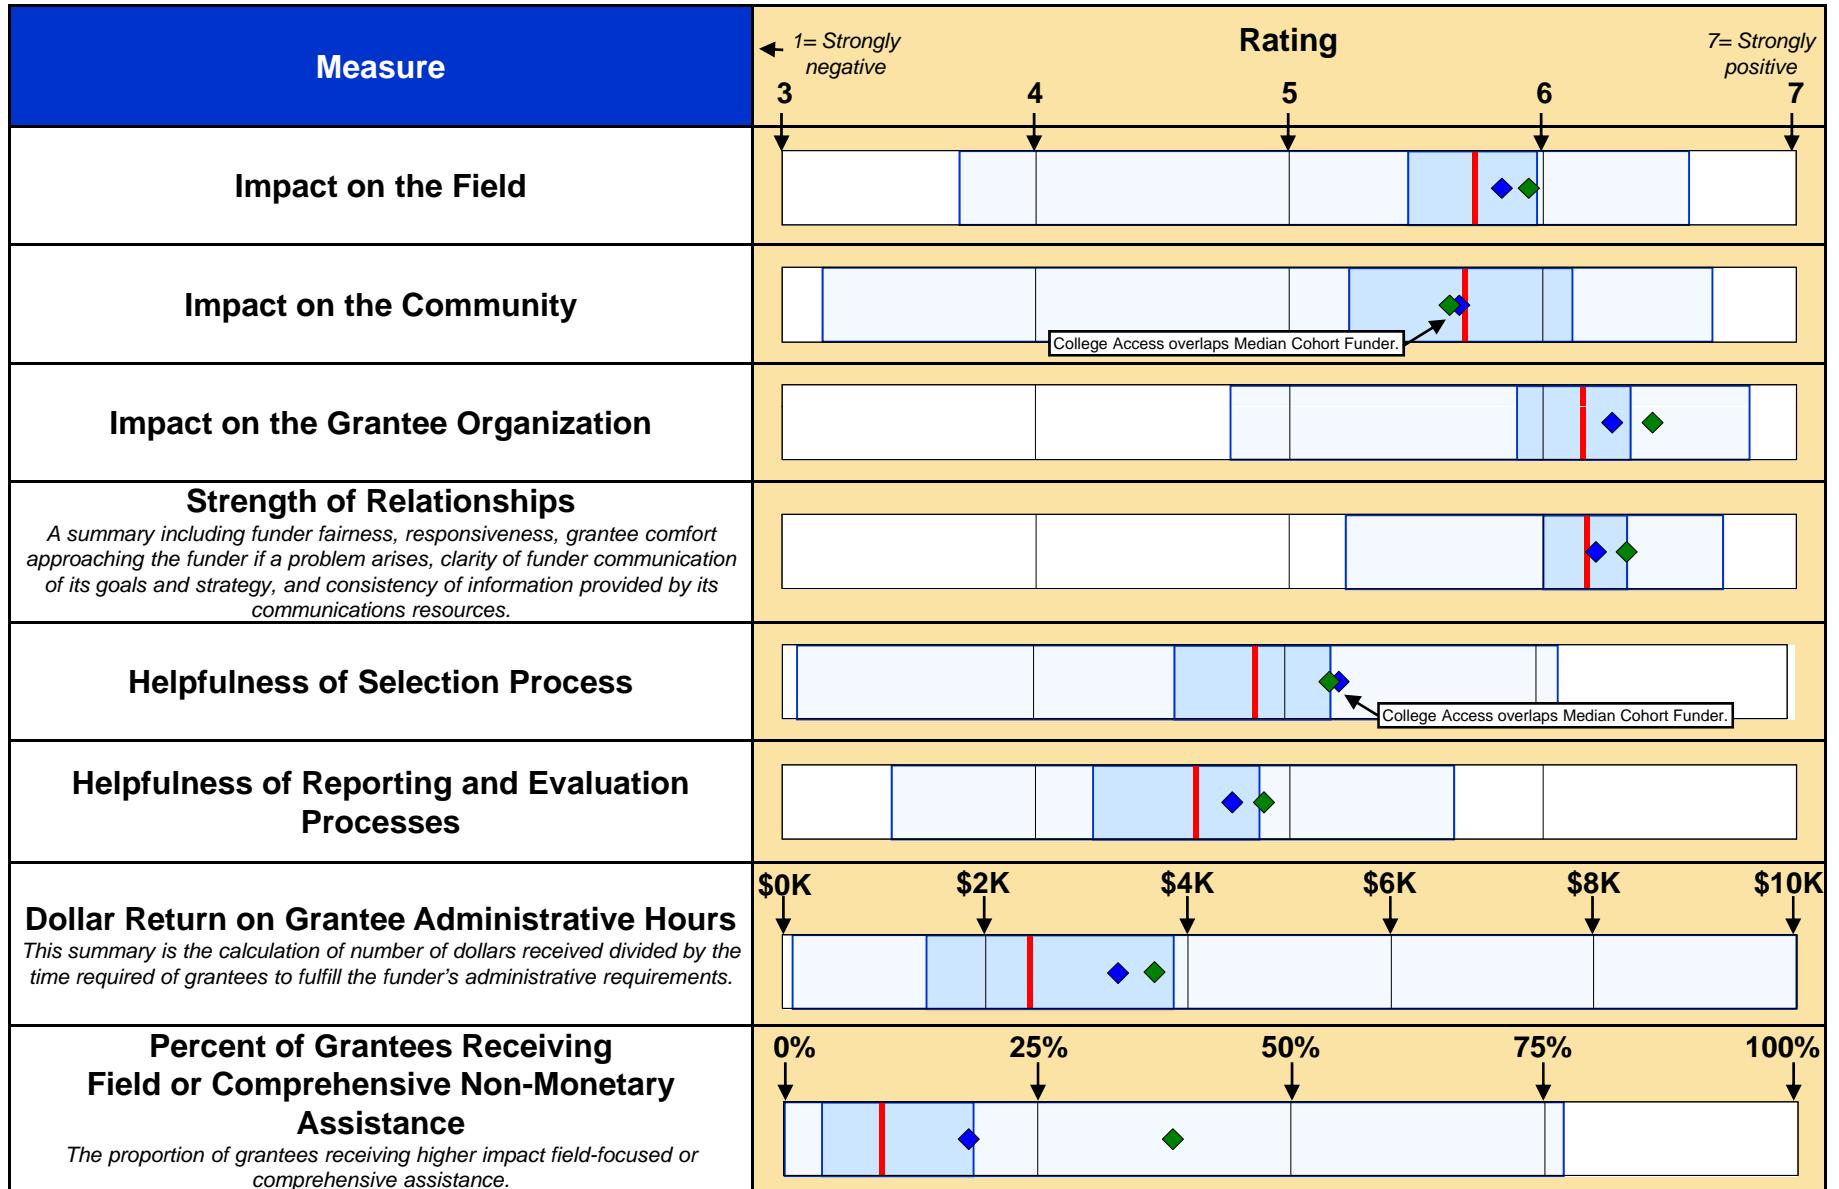 Measure
1= Strongly
negative
Rating
7= Strongly
positive
3 4 5 6 7
Impact on the Field
Impact on the Community
College Access overlaps Median Cohort Funder.
Impact on the Grantee Organization
Strength of Relationships
A summary including funder fairness, responsiveness, grantee comfort
approaching the funder if a problem arises, clarity of funder communication
of its goals and strategy, and consistency of information provided by its
communications resources.
Helpfulness of Selection Process
College Access overlaps Median Cohort Funder.
Helpfulness of Reporting and Evaluation
Processes
$0K $2K $4K $6K $8K $10K
Dollar Return on Grantee Administrative Hours
This summary is the calculation of number of dollars received divided by the
time required of grantees to fulfill the funder’s administrative requirements.
0% 25% 50% 75% 100%
Percent of Grantees Receiving
Field or Comprehensive Non-Monetary
Assistance
The proportion of grantees receiving higher impact field-focused or
comprehensive assistance.